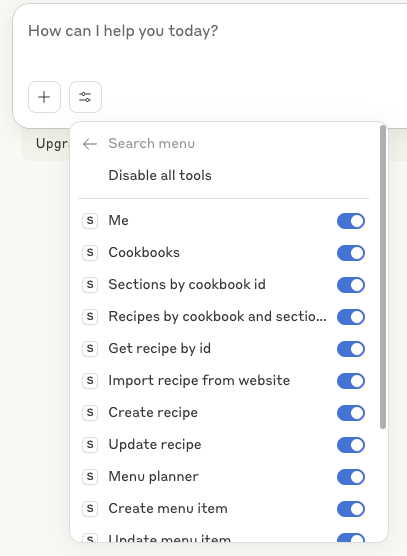 How can I help you today?
Upgr
Search menu
Disable all tools
S Me
S Cookbooks
S Sections by cookbook id
S Recipes by cookbook and sectio...
S Get recipe by id
S Import recipe from website
S Create recipe
S Update recipe
S Menu planner
S Create menu item
S Update menu item